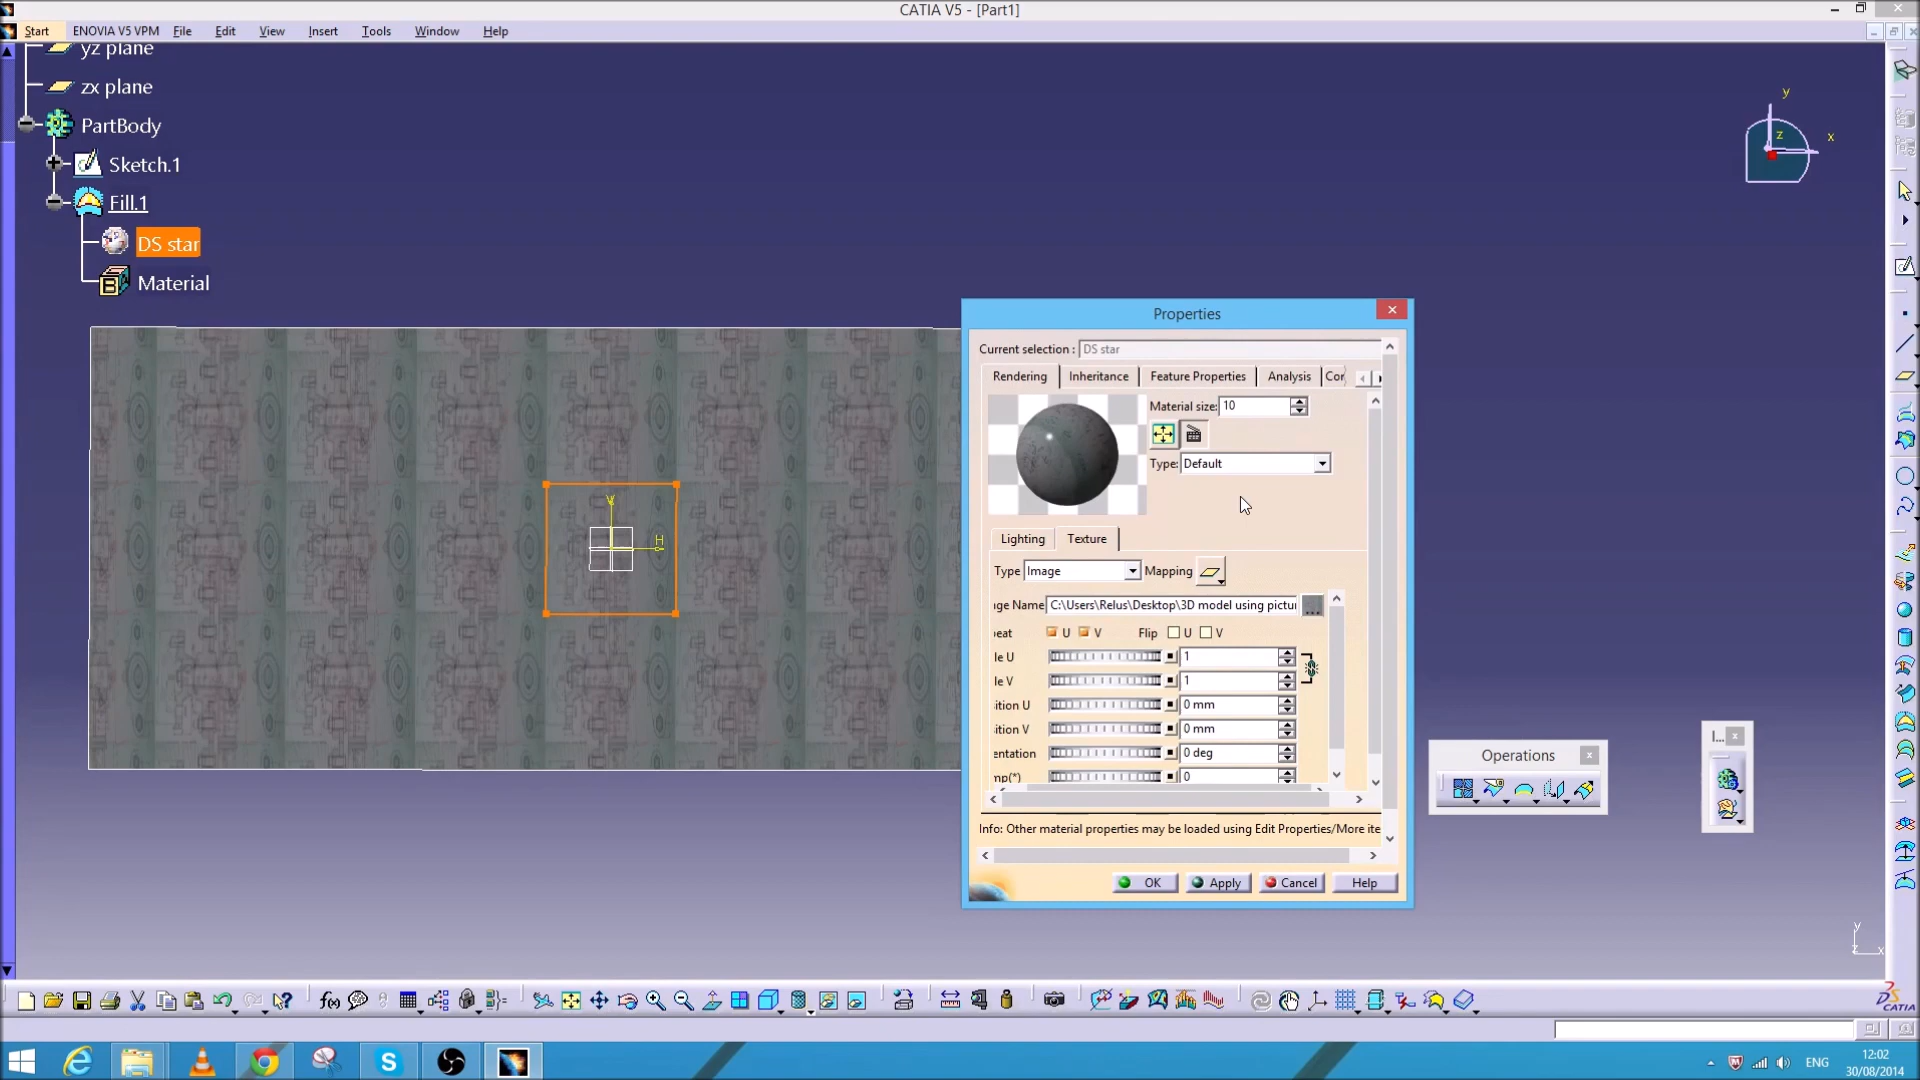 CATIA V5 - [Part1]
Start ENOVIA V5 VPM File Edit View Insert Tools Window Help
yz plane
zx plane
PartBody
Sketch.1
Fill.1
DS star
Material
y
x
z
V
H
Properties
Current selection : DS star
Rendering Inheritance Feature Properties Analysis Cor
Material size: 10
Type: Default
Lighting Texture
Type Image Mapping
ge Name C:\Users\Relus\Desktop\3D model using pictur
eat U V Flip U V
le U 1
le V 1
ition U 0 mm
ition V 0 mm
entation 0 deg
mp(*) 0
Info: Other material properties may be loaded using Edit Properties/More ite
OK Apply Cancel Help
Operations
I...
y
z x
f(x)
CATIA
ENG
12:02
30/08/2014